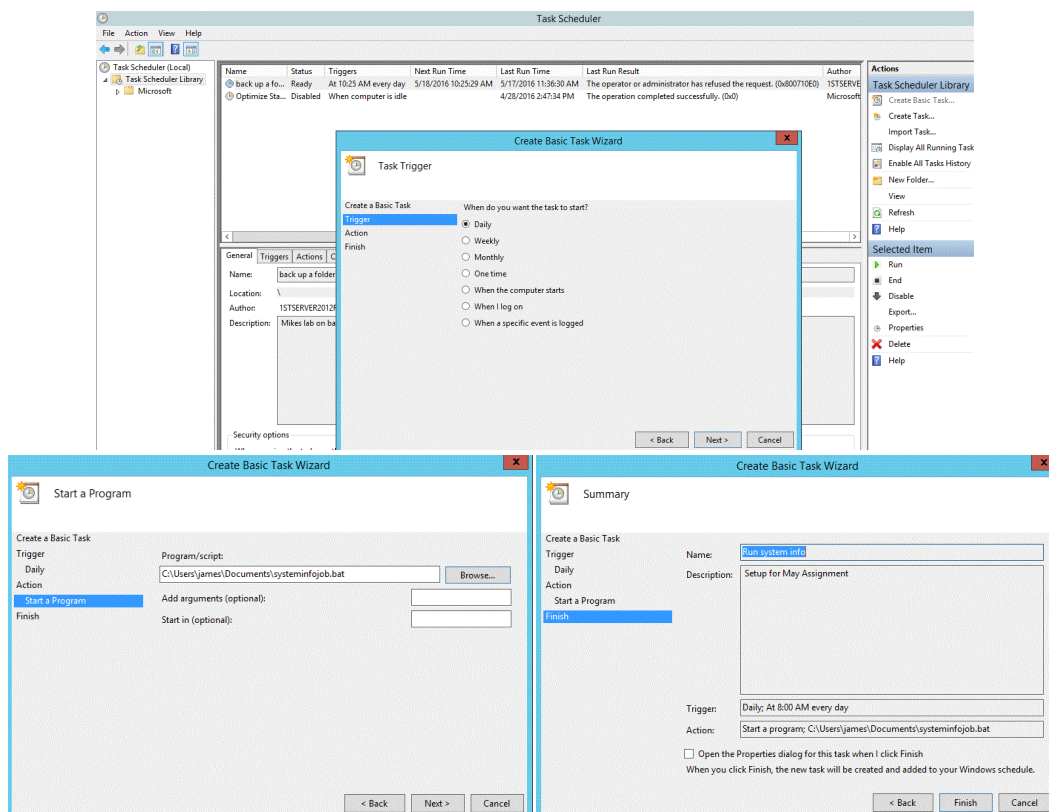 Task Scheduler
File Action View Help
Task Scheduler (Local)
Task Scheduler Library
Microsoft
Name Status Triggers Next Run Time Last Run Time Last Run Result Author
back up a fo... Ready At 10:25 AM every day 5/18/2016 10:25:29 AM 5/17/2016 11:36:30 AM The operator or administrator has refused the request. (0x800710E0) 1STSERVE
Optimize Sta... Disabled When computer is idle 4/28/2016 2:47:34 PM The operation completed successfully. (0x0) Microsoft
General Triggers Actions C
Name: back up a folder
Location: \
Author: 1STSERVER2012R
Description: Mikes lab on ba
Security options
Create Basic Task Wizard
Task Trigger
Create a Basic Task
Trigger
Action
Finish
When do you want the task to start?
Daily
Weekly
Monthly
One time
When the computer starts
When I log on
When a specific event is logged
< Back Next > Cancel
Actions
Task Scheduler Library
Create Basic Task...
Create Task...
Import Task...
Display All Running Task
Enable All Tasks History
New Folder...
View
Refresh
Help
Selected Item
Run
End
Disable
Export...
Properties
Delete
Help
Create Basic Task Wizard
Start a Program
Create a Basic Task
Trigger
Daily
Action
Start a Program
Finish
Program/script:
C:\Users\james\Documents\systeminfojob.bat Browse...
Add arguments (optional):
Start in (optional):
< Back Next > Cancel
Create Basic Task Wizard
Summary
Create a Basic Task
Trigger
Daily
Action
Start a Program
Finish
Name: Run system info
Description: Setup for May Assignment
Trigger: Daily; At 8:00 AM every day
Action: Start a program; C:\Users\james\Documents\systeminfojob.bat
Open the Properties dialog for this task when I click Finish
When you click Finish, the new task will be created and added to your Windows schedule.
< Back Finish Cancel